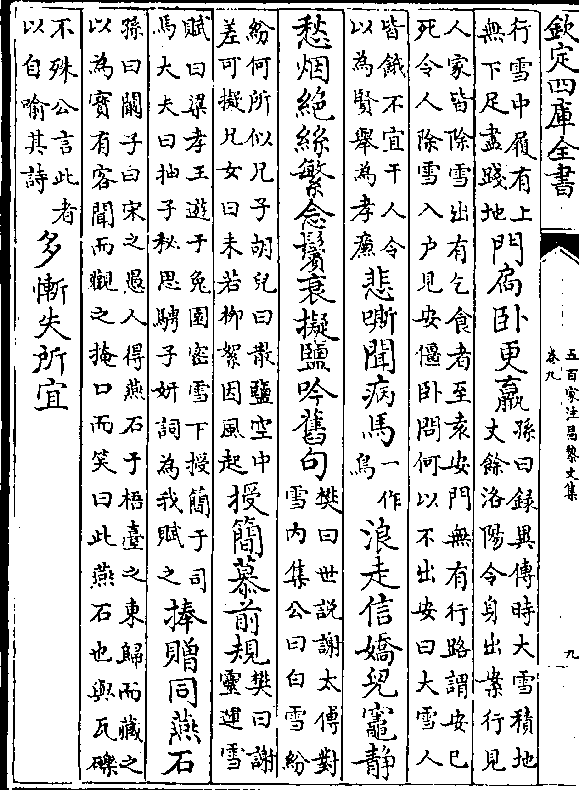 欽定四庫全書
五百家注昌黎文集
卷九
九
行雪中履有上
無下足盡踐地
門扃卧更羸
孫曰録異傳時大雪積地
丈餘洛陽令身出案行見
人家皆除雪出有乞食者至袁安門無有行路謂安已
死令人除雪入户見安僵卧問何以不出安曰大雪人
皆餓不宜干人令
以為賢舉為孝廉
悲嘶聞病馬
一作
鳥
浪走信嬌兒竈静
愁烟絶絲繁念鬢衰擬鹽吟舊句
樊曰世説謝太傅對
雪内集公曰白雪紛
紛何所似兄子胡兒曰散鹽空中
差可擬兄女曰未若栁絮因風起
授簡慕前規
樊曰謝
靈運雪
賦曰梁孝王遊于兔園密雪下授簡于司
馬大夫曰抽子秘思騁子妍詞為我賦之
捧贈同燕石
孫曰闞子曰宋之愚人得燕石于梧臺之東歸而藏之
以為寶有客聞而觀之掩口而笑曰此燕石也與瓦礫
不殊公言此者
以自喻其詩
多慚失所宜